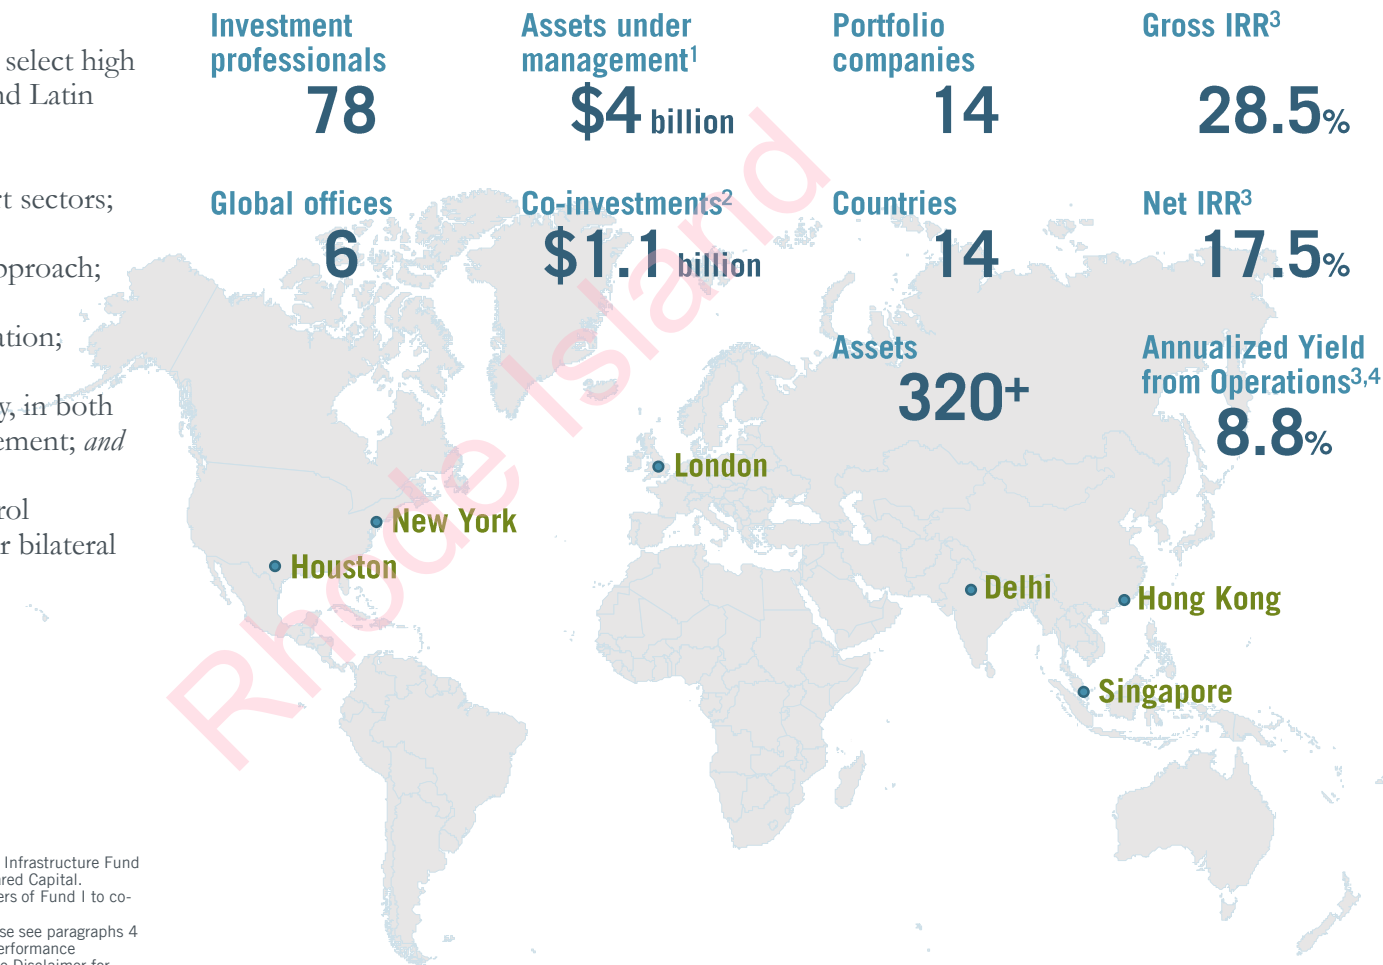 select high
nd Latin
rt sectors;
pproach;
ation;
y, in both
ement; and
rol
r bilateral
Infrastructure Fund
ared Capital.
ers of Fund I to co-
se see paragraphs 4
erformance
e Disclaimer for
Investment
professionals
78
Assets under
management1
$4 billion
Portfolio
companies
14
Gross IRR3
28.5%
Global offices
6
Co-investments2
$1.1 billion
Countries
14
Net IRR3
17.5%
Assets
320+
Annualized Yield
from Operations3,4
8.8%
London
New York
Houston
Delhi
Hong Kong
Singapore
Rhode Island